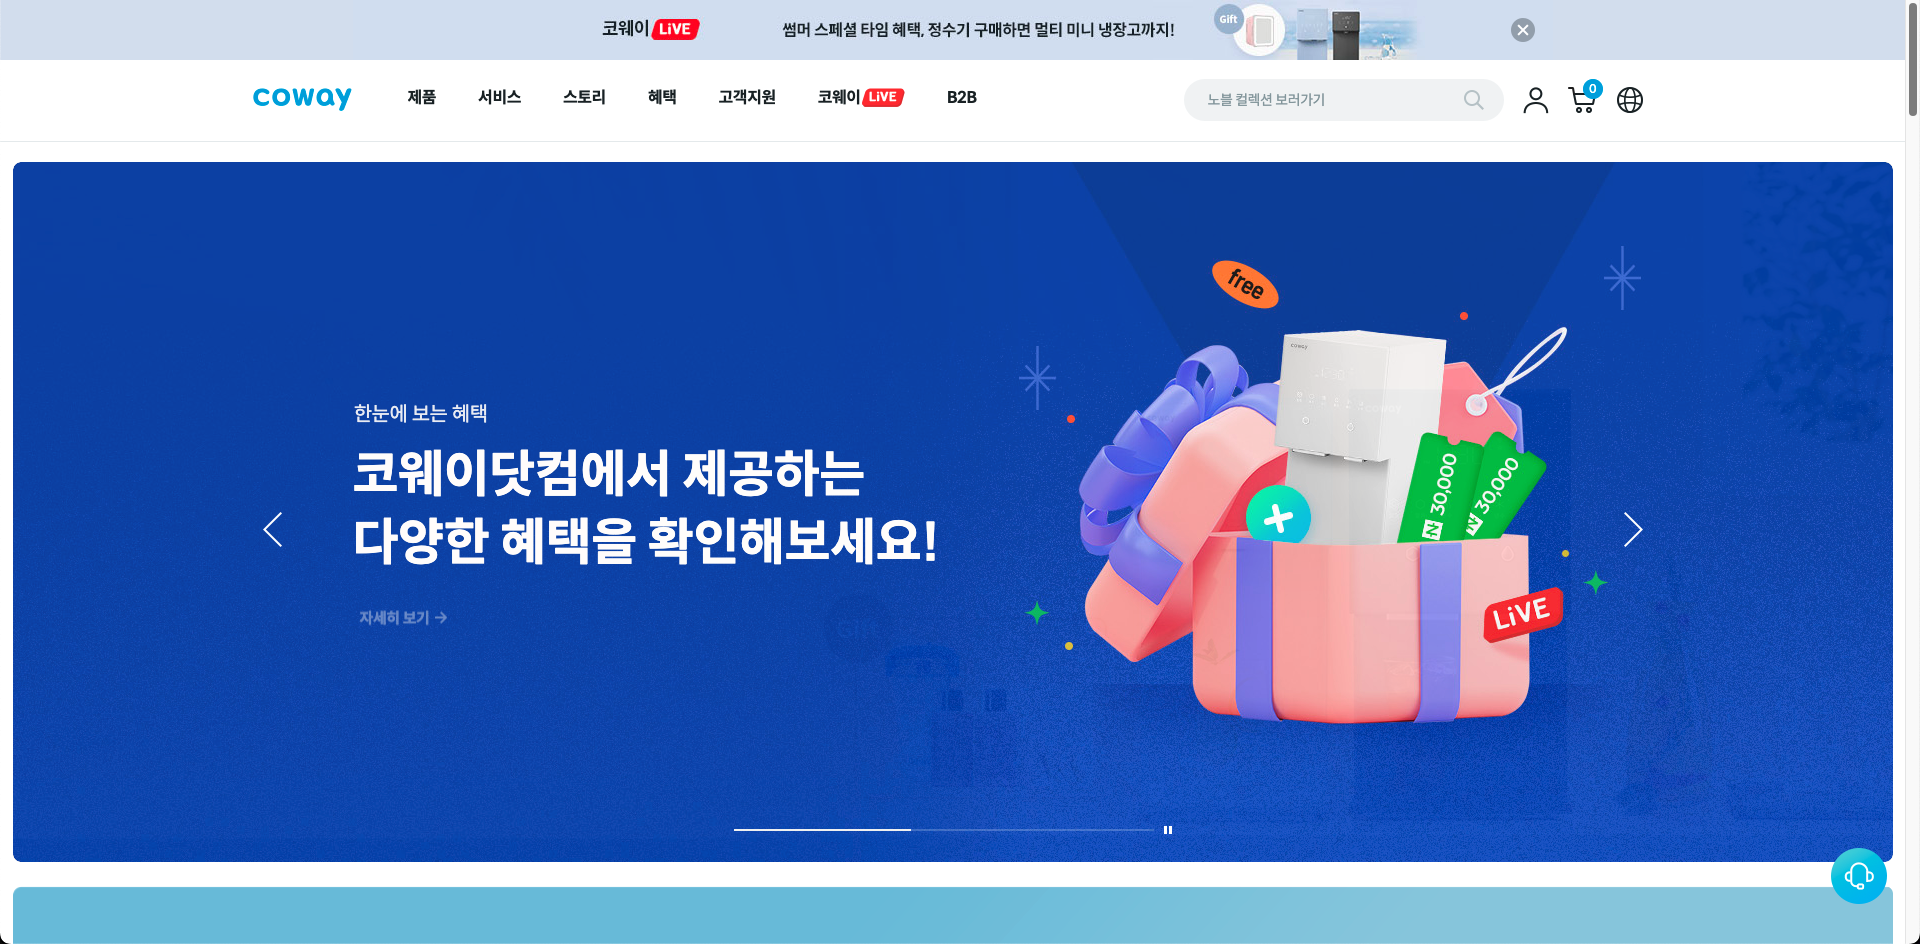 코웨이 LiVE
썸머 스페셜 타임 혜택, 정수기 구매하면 멀티 미니 냉장고까지!
Gift
coway
제품
서비스
스토리
혜택
고객지원
코웨이 LiVE
B2B
노블 컬렉션 보러가기
0
free
coway
한눈에 보는 혜택
코웨이닷컴에서 제공하는
다양한 혜택을 확인해보세요!
자세히 보기
N 30,000
N 30,000
LiVE